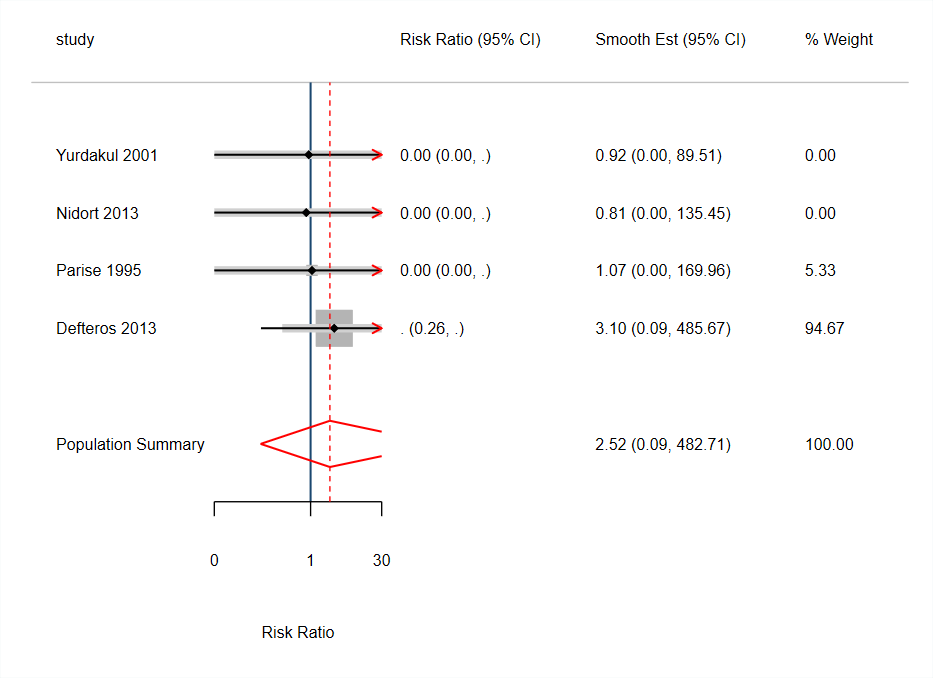 study Risk Ratio (95% CI) Smooth Est (95% CI) % Weight
Yurdakul 2001 0.00 (0.00, .) 0.92 (0.00, 89.51) 0.00
Nidort 2013 0.00 (0.00, .) 0.81 (0.00, 135.45) 0.00
Parise 1995 0.00 (0.00, .) 1.07 (0.00, 169.96) 5.33
Defteros 2013 . (0.26, .) 3.10 (0.09, 485.67) 94.67
Population Summary 2.52 (0.09, 482.71) 100.00
0 1 30
Risk Ratio